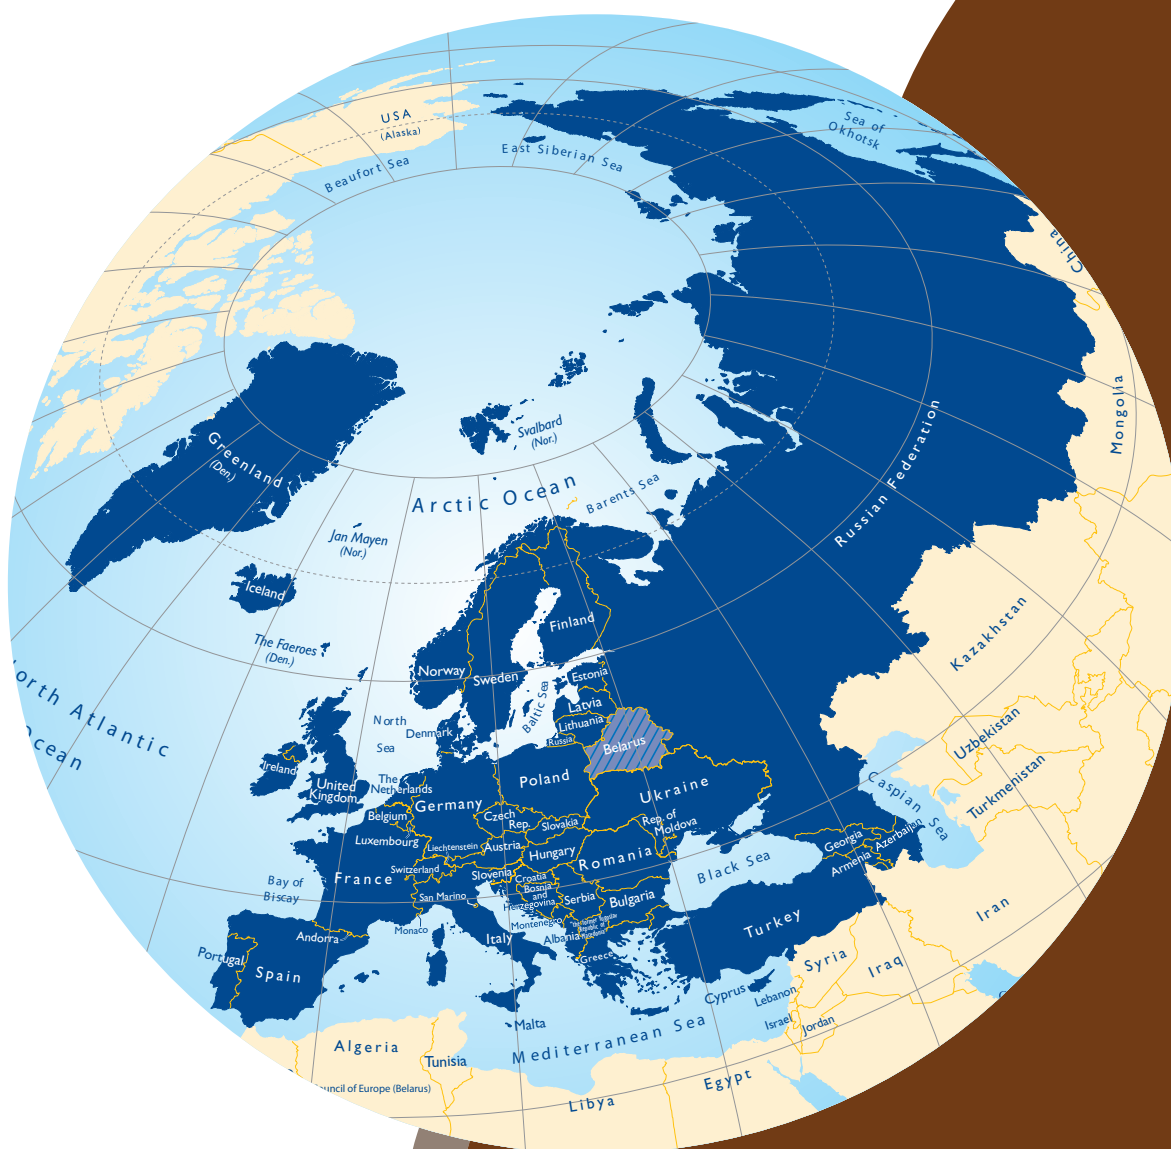 USA
(Alaska)
Beaufort Sea
East Siberian Sea
Sea of
Okhotsk
China
Mongolia
Russian Federation
Greenland
(Den.)
Svalbard
(Nor.)
Arctic Ocean
Barents Sea
Jan Mayen
(Nor.)
Iceland
The Faeroes
(Den.)
orth Atlantic
cean
Norway
Sweden
Finland
Baltic Sea
Estonia
Latvia
Lithuania
Russia
Belarus
North
Sea
Denmark
Ireland
United
Kingdom
The
Netherlands
Belgium
Luxembourg
Germany
Poland
Czech
Rep.
Slovakia
Ukraine
Rep. of
Moldova
Liechtenstein
Austria
Hungary
Romania
Switzerland
Slovenia
Croatia
Bosnia
and
Herzegovina
Serbia
Bulgaria
France
San Marino
Montenegro
Monaco
Italy
Albania
Greece
Bay of
Biscay
Andorra
Portugal
Spain
Black Sea
Turkey
Georgia
Armenia
Azerbaijan
Caspian Sea
Kazakhstan
Uzbekistan
Turkmenistan
Iran
Iraq
Syria
Cyprus
Lebanon
Israel
Jordan
Malta
Mediterranean Sea
Algeria
Tunisia
uncil of Europe (Belarus)
Libya
Egypt